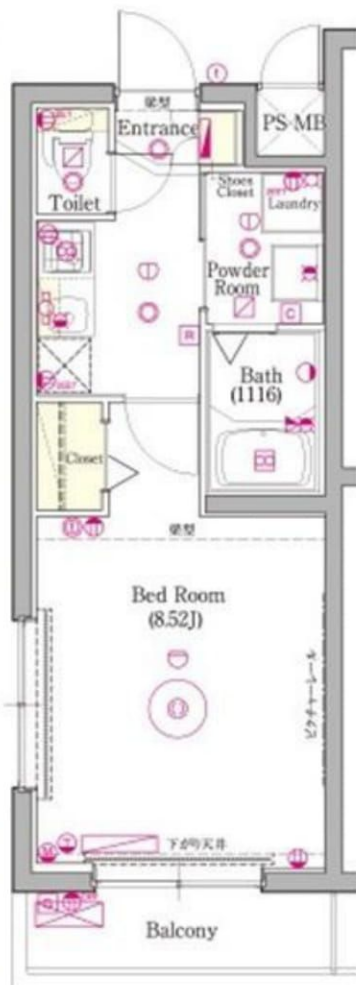 梁型
Entrance
PS·MB
Toilet
Shoes
Closet
Laundry
Powder
Room
C
R
Bath
(1116)
Closet
梁型
Bed Room
(8.52J)
ピクチャーレール
下がり天井
Balcony